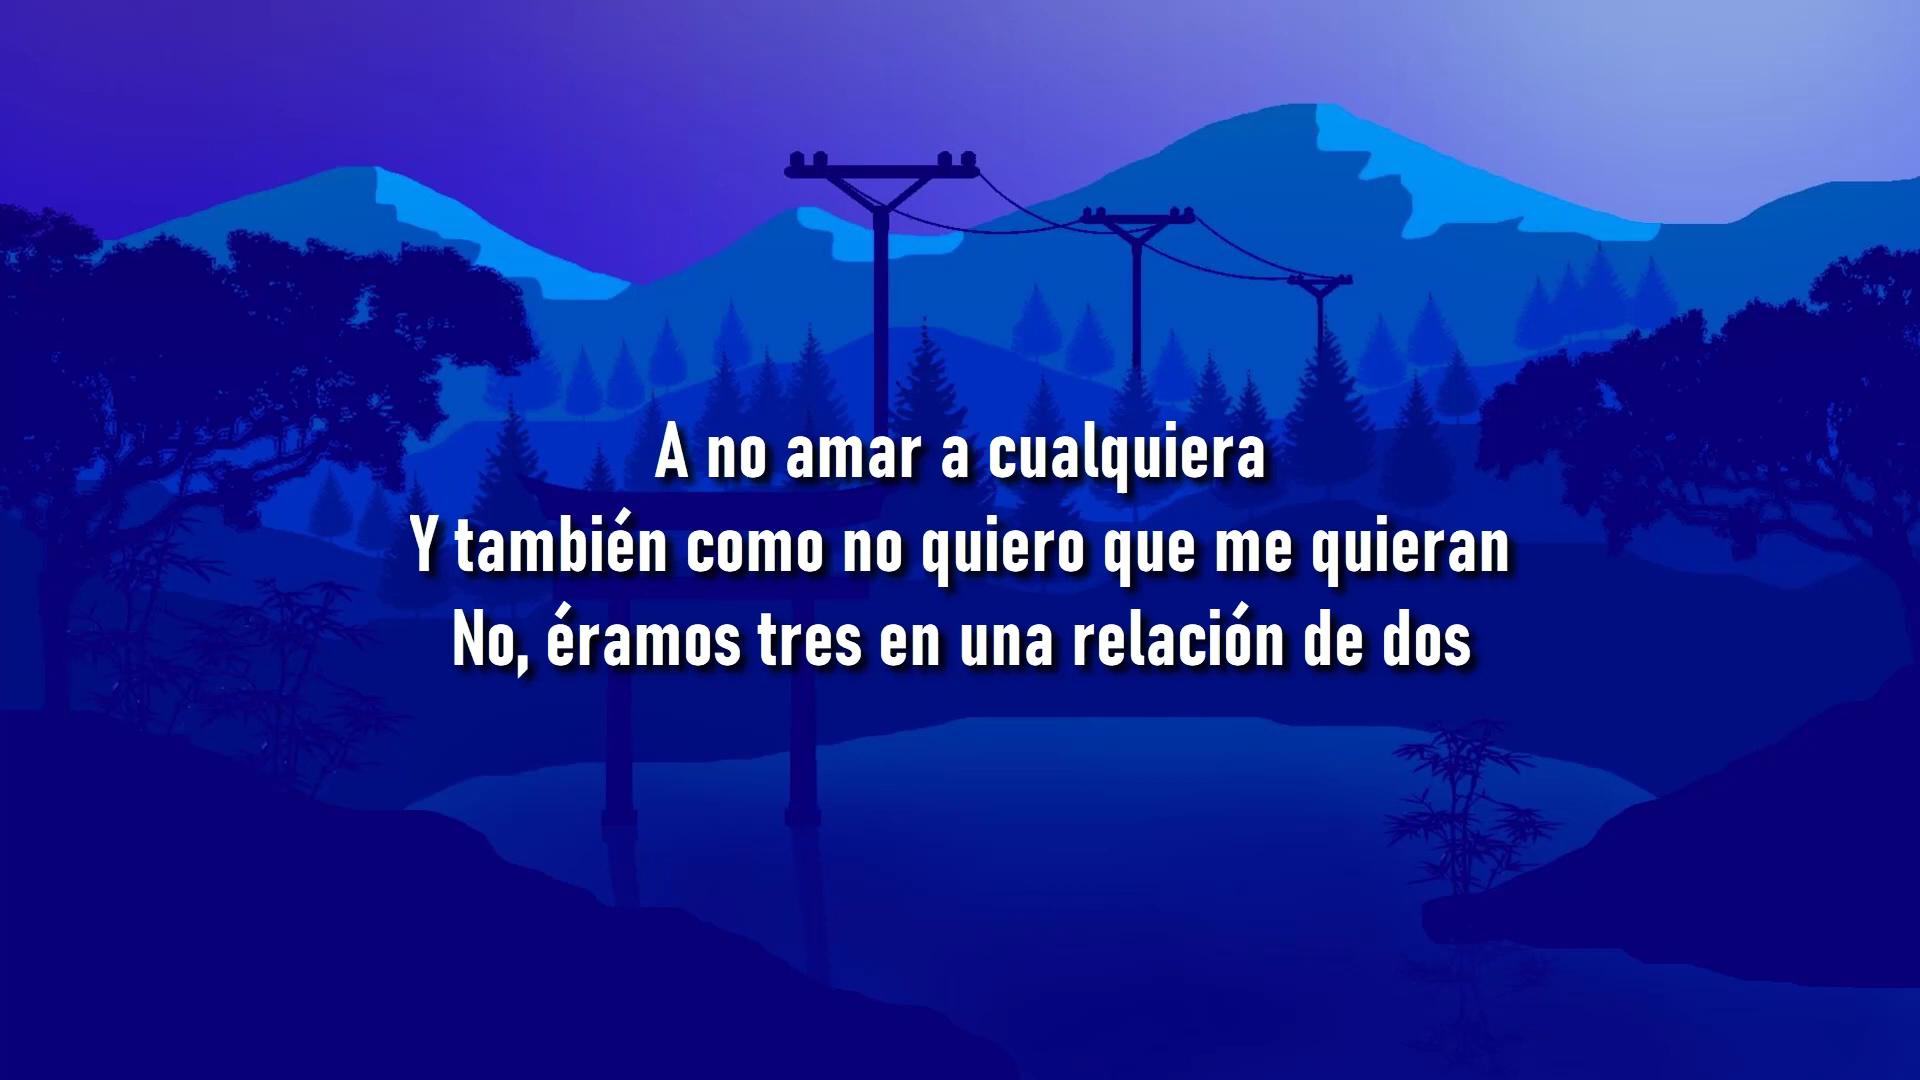 A no amar a cualquiera
Y también como no quiero que me quieran
No, éramos tres en una relación de dos